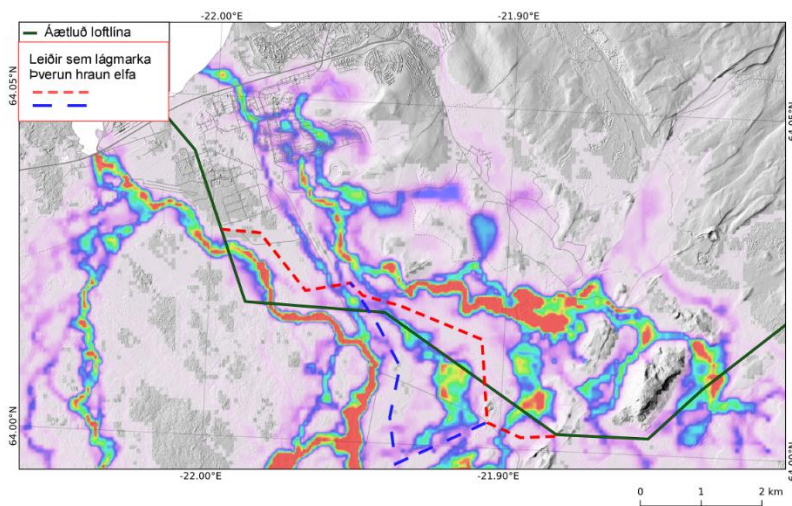 -22.00°E
-21.90°E
Áætluð loftlína
Leiðir sem lágmarka
Þverun hraun elfa
64.05°N
64.05°N
64.00°N
64.00°N
-22.00°E
-21.90°E
0 1 2 km